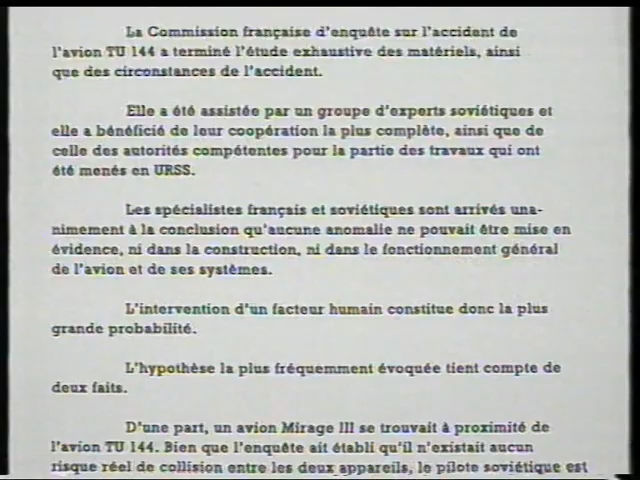 La Commission française d'enquête sur l'accident de
l'avion TU 144 a terminé l'étude exhaustive des matériels, ainsi
que des circonstances de l'accident.
Elle a été assistée par un groupe d'experts soviétiques et
elle a bénéficié de leur coopération la plus complète, ainsi que de
celle des autorités compétentes pour la partie des travaux qui ont
été menés en URSS.
Les spécialistes français et soviétiques sont arrivés una-
nimement à la conclusion qu'aucune anomalie ne pouvait être mise en
évidence, ni dans la construction, ni dans le fonctionnement général
de l'avion et de ses systèmes.
L'intervention d'un facteur humain constitue donc la plus
grande probabilité.
L'hypothèse la plus fréquemment évoquée tient compte de
deux faits.
D'une part, un avion Mirage III se trouvait à proximité de
l'avion TU 144. Bien que l'enquête ait établi qu'il n'existait aucun
risque réel de collision entre les deux appareils, le pilote soviétique est